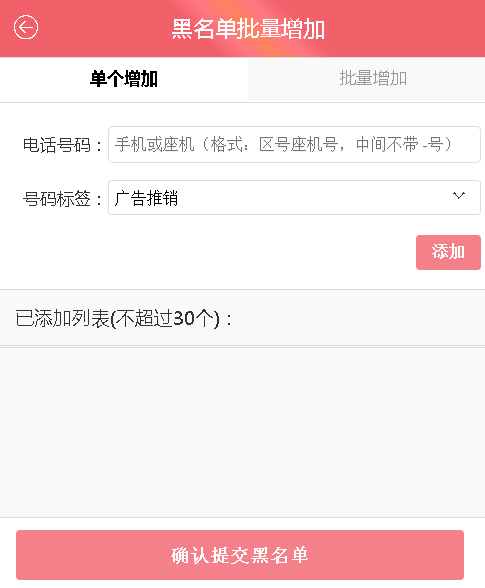 黑名单批量增加
单个增加
批量增加
电话号码：
手机或座机（格式：区号座机号，中间不带 -号）
号码标签：
广告推销
添加
已添加列表(不超过30个)：
确认提交黑名单